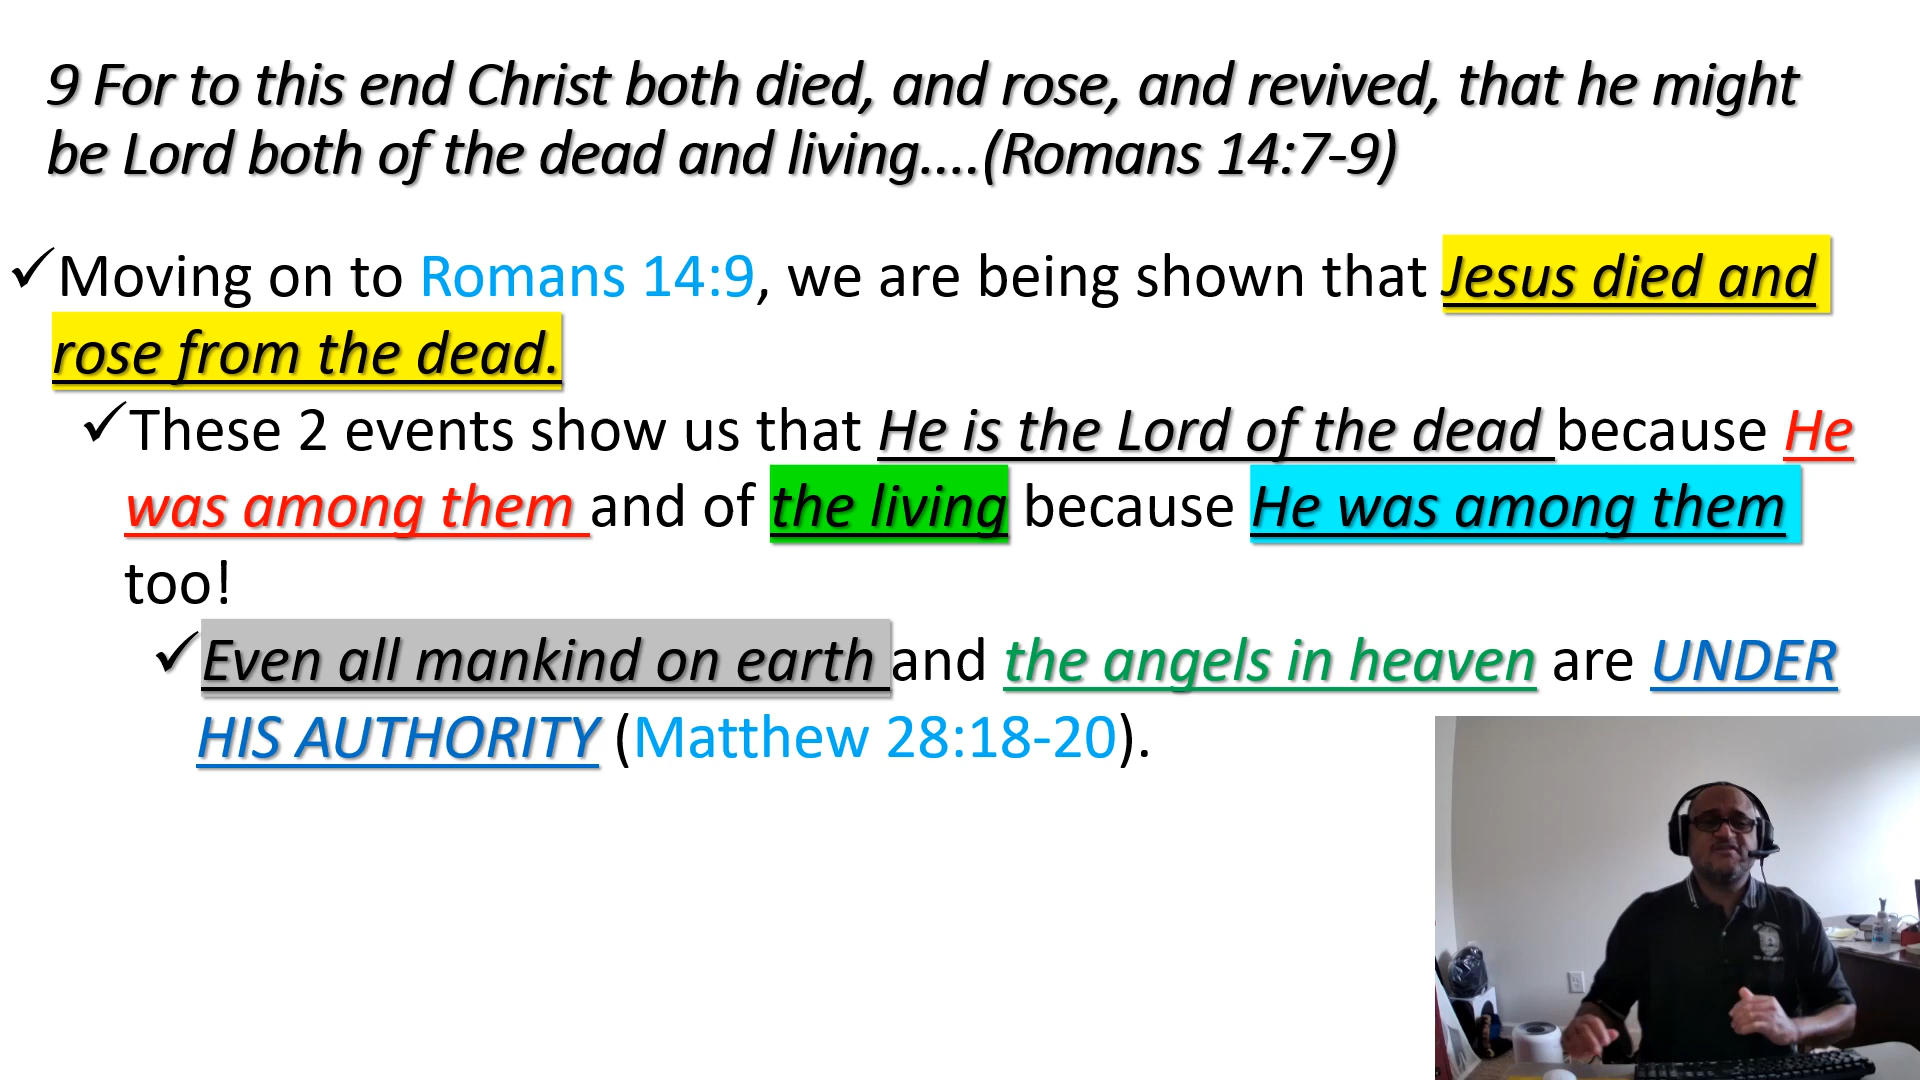 9 For to this end Christ both died, and rose, and revived, that he might
be Lord both of the dead and living....(Romans 14:7-9)
✓Moving on to Romans 14:9, we are being shown that Jesus died and
rose from the dead.
✓These 2 events show us that He is the Lord of the dead because He
was among them and of the living because He was among them
too!
✓Even all mankind on earth and the angels in heaven are UNDER
HIS AUTHORITY (Matthew 28:18-20).